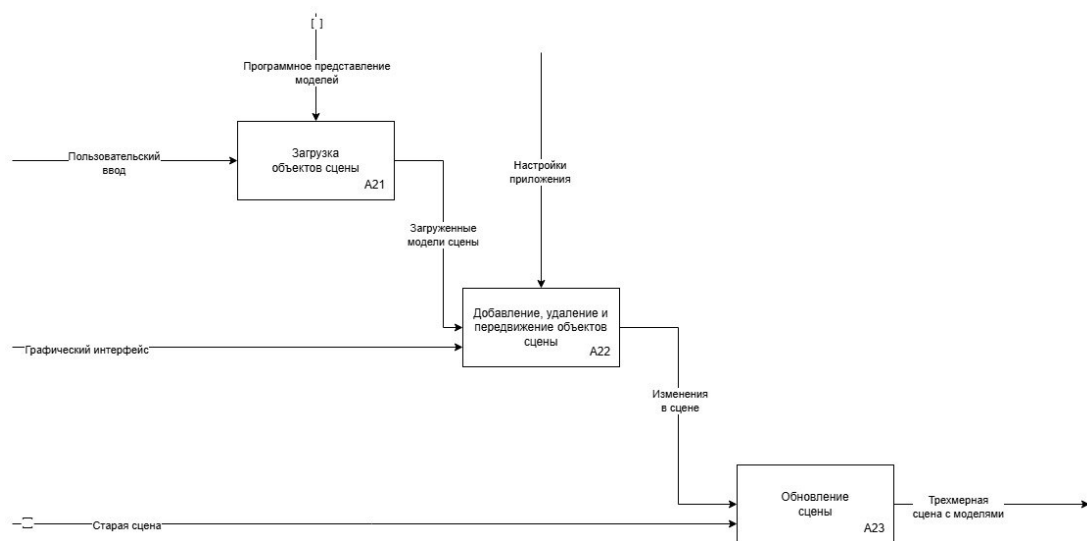 [ ]
Программное представление
моделей
Пользовательский
ввод
Загрузка
объектов сцены
A21
Настройки
приложения
Загруженные
модели сцены
Добавление, удаление и
передвижение объектов
сцены
A22
Графический интерфейс
Изменения
в сцене
Обновление
сцены
A23
Трехмерная
сцена с моделями
Старая сцена